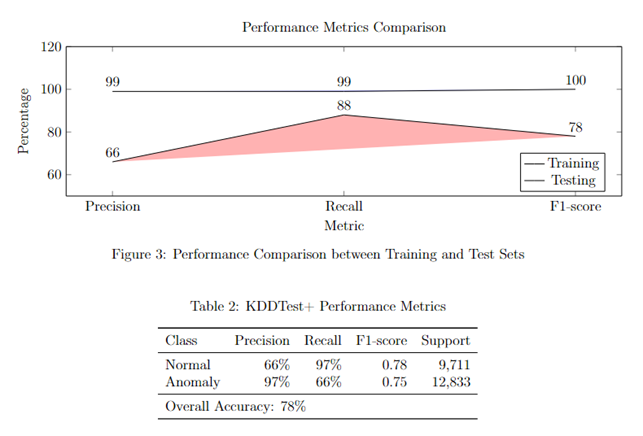 Performance Metrics Comparison
120
100
80
60
Percentage
99 99 100
66 88 78
Training
Testing
Precision Recall F1-score
Metric
Figure 3: Performance Comparison between Training and Test Sets
Table 2: KDDTest+ Performance Metrics
Class Precision Recall F1-score Support
Normal 66% 97% 0.78 9,711
Anomaly 97% 66% 0.75 12,833
Overall Accuracy: 78%